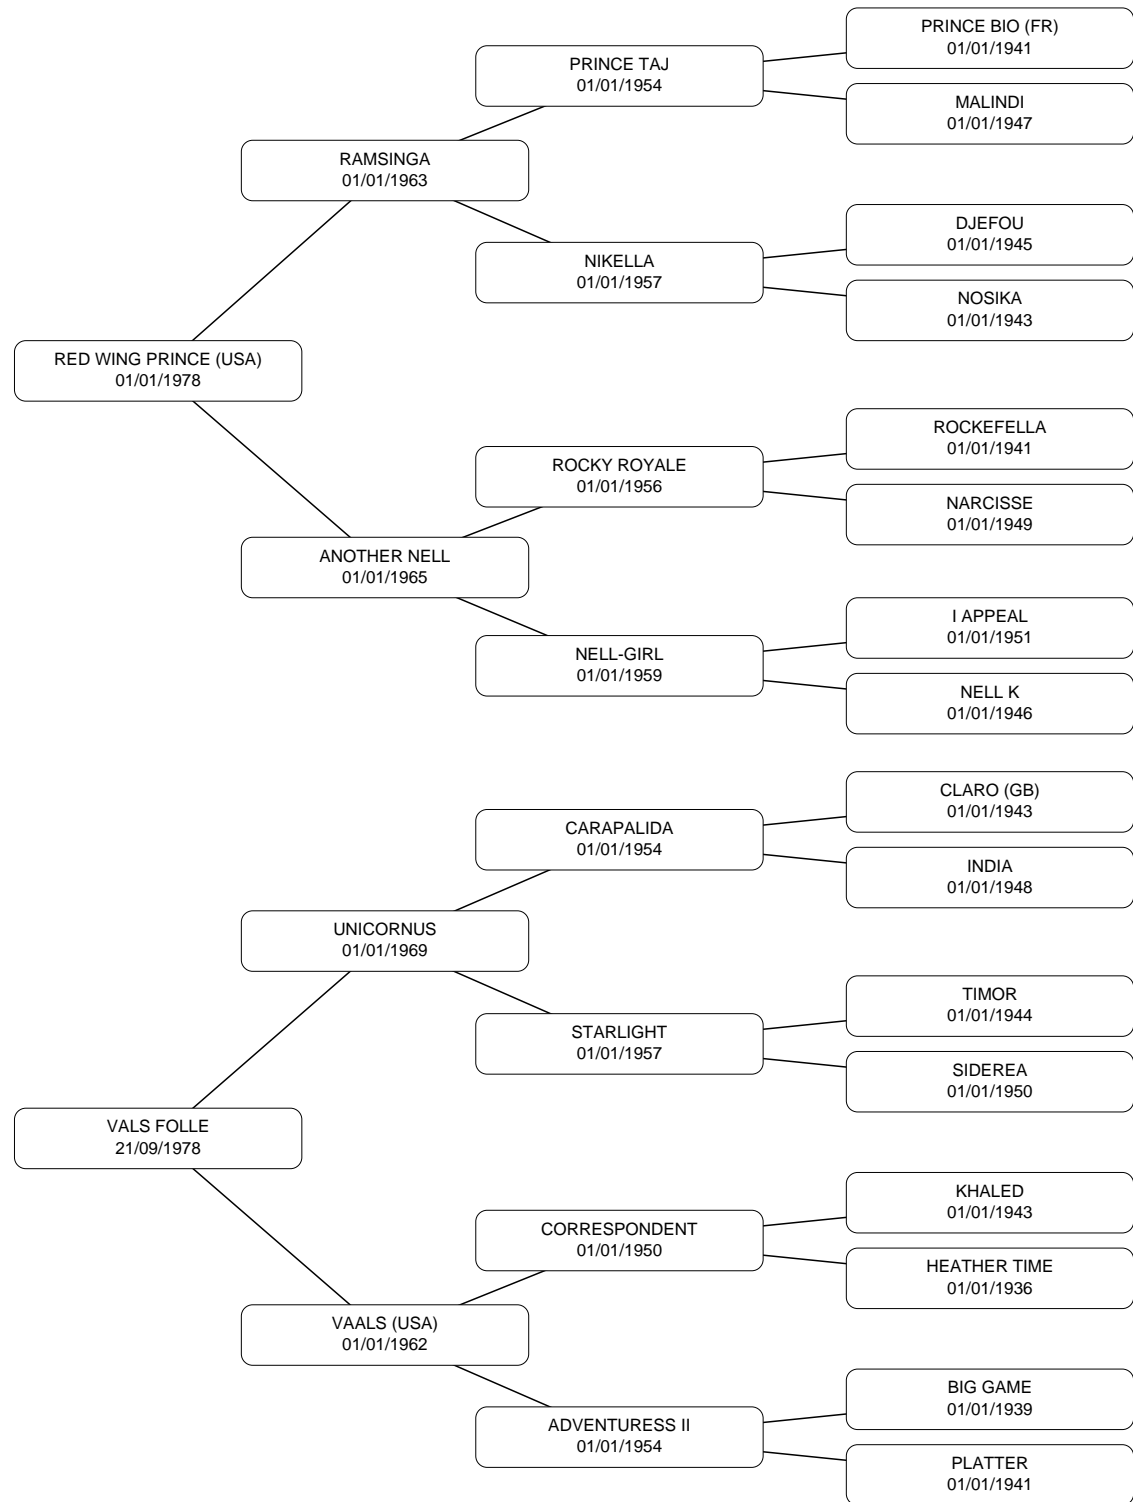 PRINCE BIO (FR)
01/01/1941
PRINCE TAJ
01/01/1954
MALINDI
01/01/1947
RAMSINGA
01/01/1963
DJEFOU
01/01/1945
NIKELLA
01/01/1957
NOSIKA
01/01/1943
RED WING PRINCE (USA)
01/01/1978
ROCKEFELLA
01/01/1941
ROCKY ROYALE
01/01/1956
NARCISSE
01/01/1949
ANOTHER NELL
01/01/1965
I APPEAL
01/01/1951
NELL-GIRL
01/01/1959
NELL K
01/01/1946
CLARO (GB)
01/01/1943
CARAPALIDA
01/01/1954
INDIA
01/01/1948
UNICORNUS
01/01/1969
TIMOR
01/01/1944
STARLIGHT
01/01/1957
SIDEREA
01/01/1950
VALS FOLLE
21/09/1978
KHALED
01/01/1943
CORRESPONDENT
01/01/1950
HEATHER TIME
01/01/1936
VAALS (USA)
01/01/1962
BIG GAME
01/01/1939
ADVENTURESS II
01/01/1954
PLATTER
01/01/1941